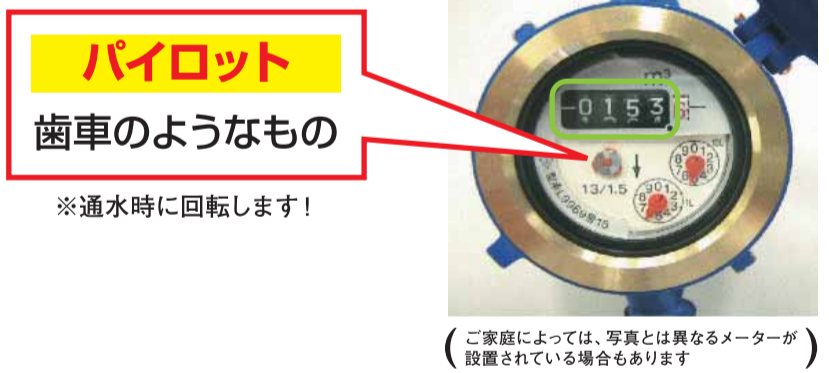 パイロット
歯車のようなもの
※通水時に回転します!
m³
0153
13/1.5
10L
1L
( ご家庭によっては、写真とは異なるメーターが
設置されている場合もあります )